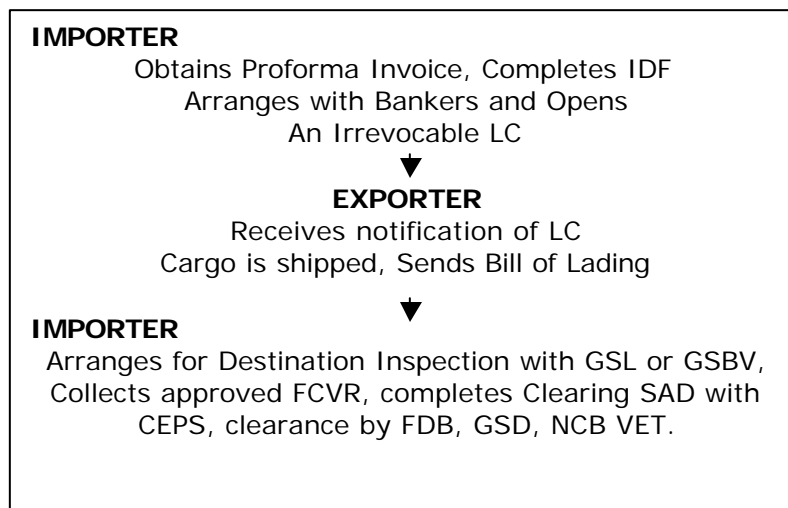 IMPORTER
Obtains Proforma Invoice, Completes IDF
Arranges with Bankers and Opens
An Irrevocable LC
EXPORTER
Receives notification of LC
Cargo is shipped, Sends Bill of Lading
IMPORTER
Arranges for Destination Inspection with GSL or GSBV,
Collects approved FCVR, completes Clearing SAD with
CEPS, clearance by FDB, GSD, NCB VET.